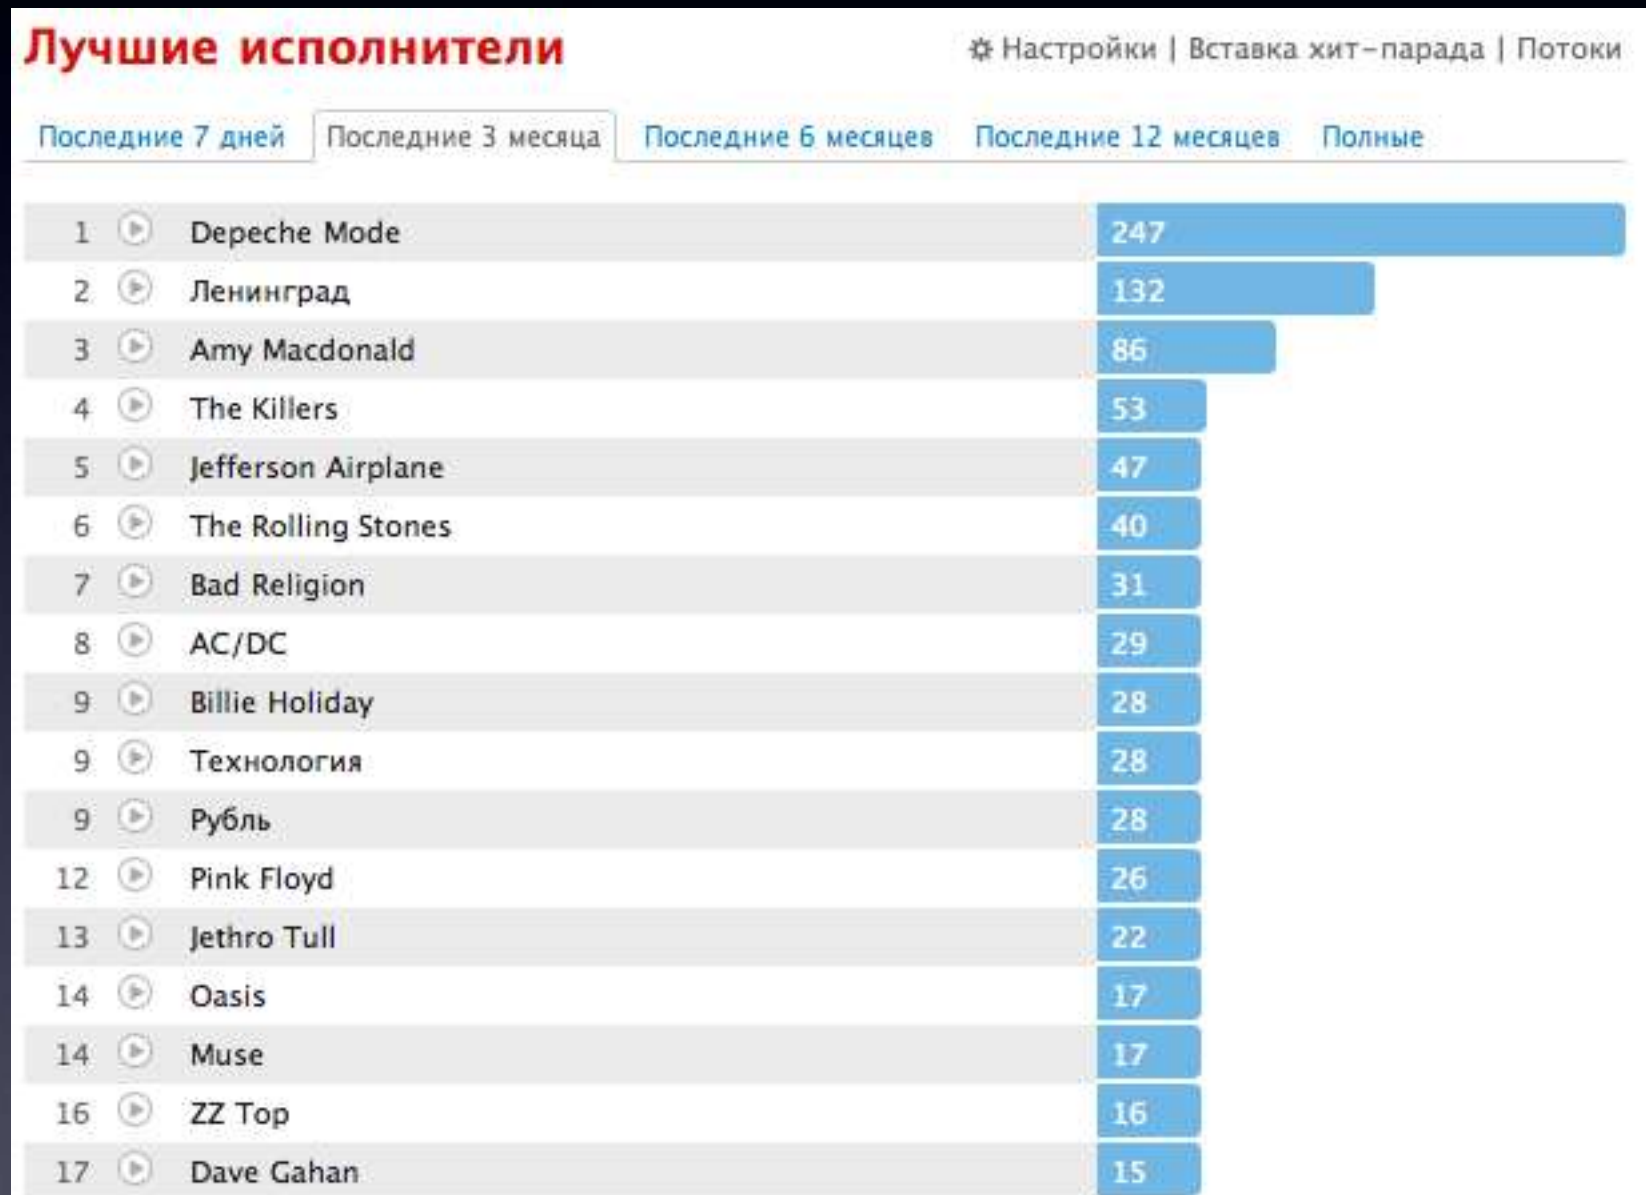 Лучшие исполнители
Настройки | Вставка хит-парада | Потоки
Последние 7 дней Последние 3 месяца Последние 6 месяцев Последние 12 месяцев Полные
1 Depeche Mode 247
2 Ленинград 132
3 Amy Macdonald 86
4 The Killers 53
5 Jefferson Airplane 47
6 The Rolling Stones 40
7 Bad Religion 31
8 AC/DC 29
9 Billie Holiday 28
9 Технология 28
9 Рубль 28
12 Pink Floyd 26
13 Jethro Tull 22
14 Oasis 17
14 Muse 17
16 ZZ Top 16
17 Dave Gahan 15